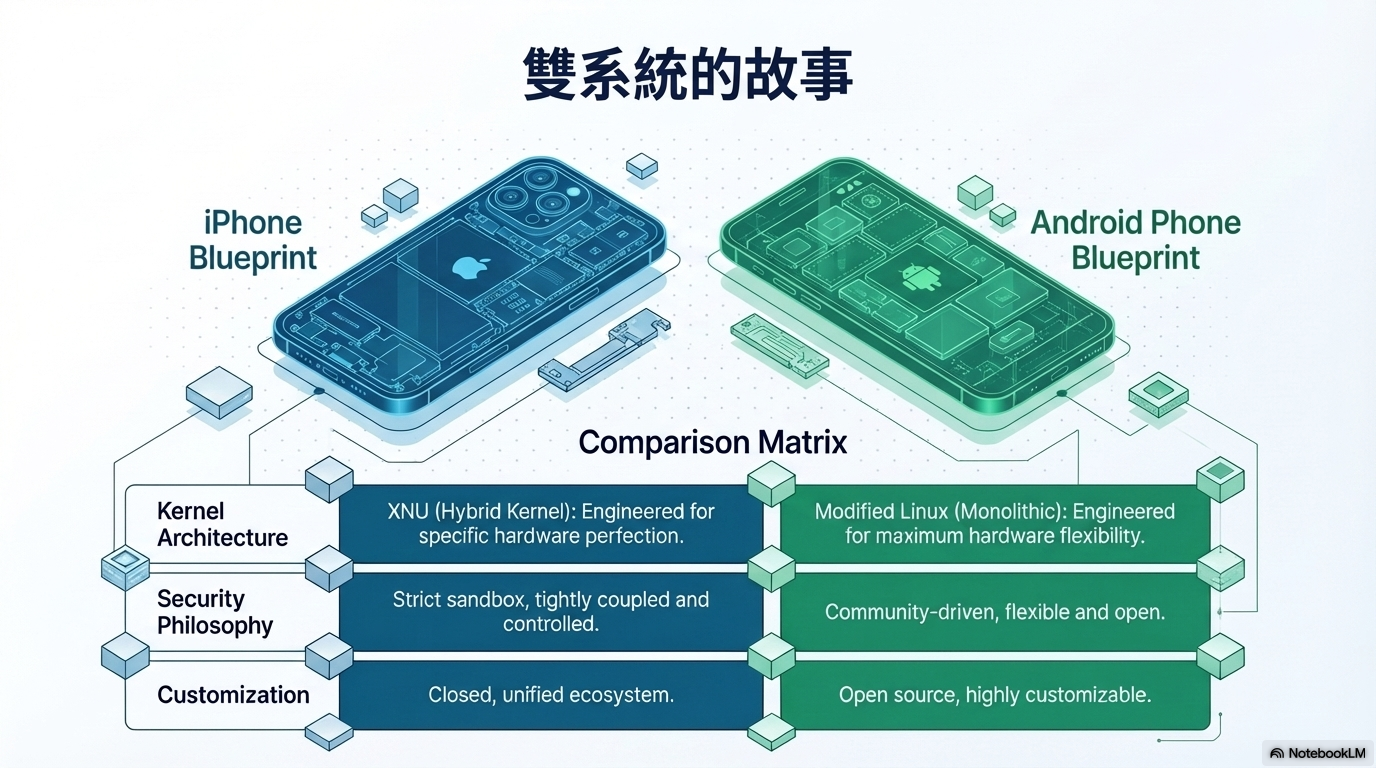 雙系統的故事
iPhone
Blueprint
Android Phone
Blueprint
Comparison Matrix
Kernel
Architecture
XNU (Hybrid Kernel): Engineered for
specific hardware perfection.
Modified Linux (Monolithic): Engineered
for maximum hardware flexibility.
Security
Philosophy
Strict sandbox, tightly coupled and
controlled.
Community-driven, flexible and open.
Customization
Closed, unified ecosystem.
Open source, highly customizable.
NotebookLM